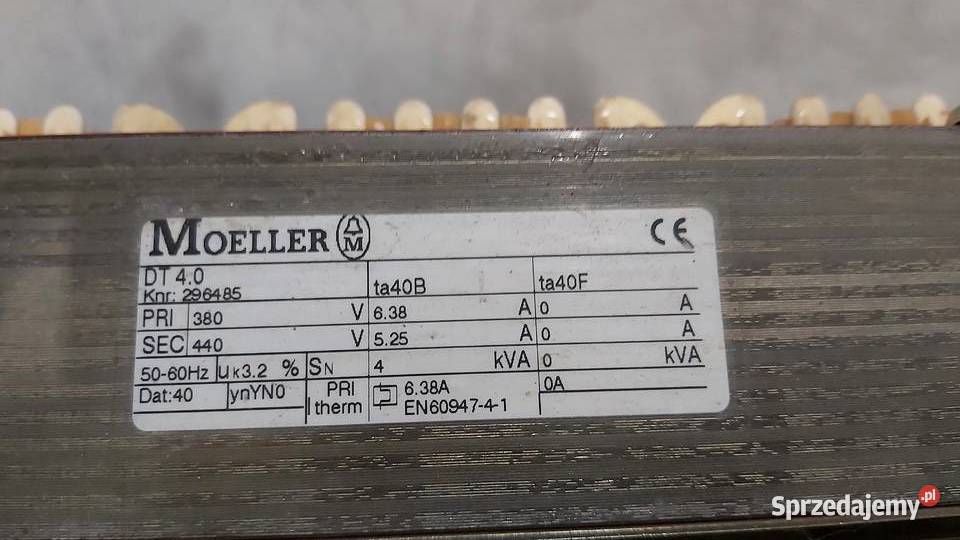 MOELLER M CE
DT 4.0
Knr: 296485 ta40B ta40F
PRI 380 V 6.38 A 0 A
SEC 440 V 5.25 A 0 A
50-60Hz uK3.2 % SN 4 kVA 0 kVA
Dat:40 ynYN0 PRI 6.38A 0A
I therm EN60947-4-1
Sprzedajemy.pl